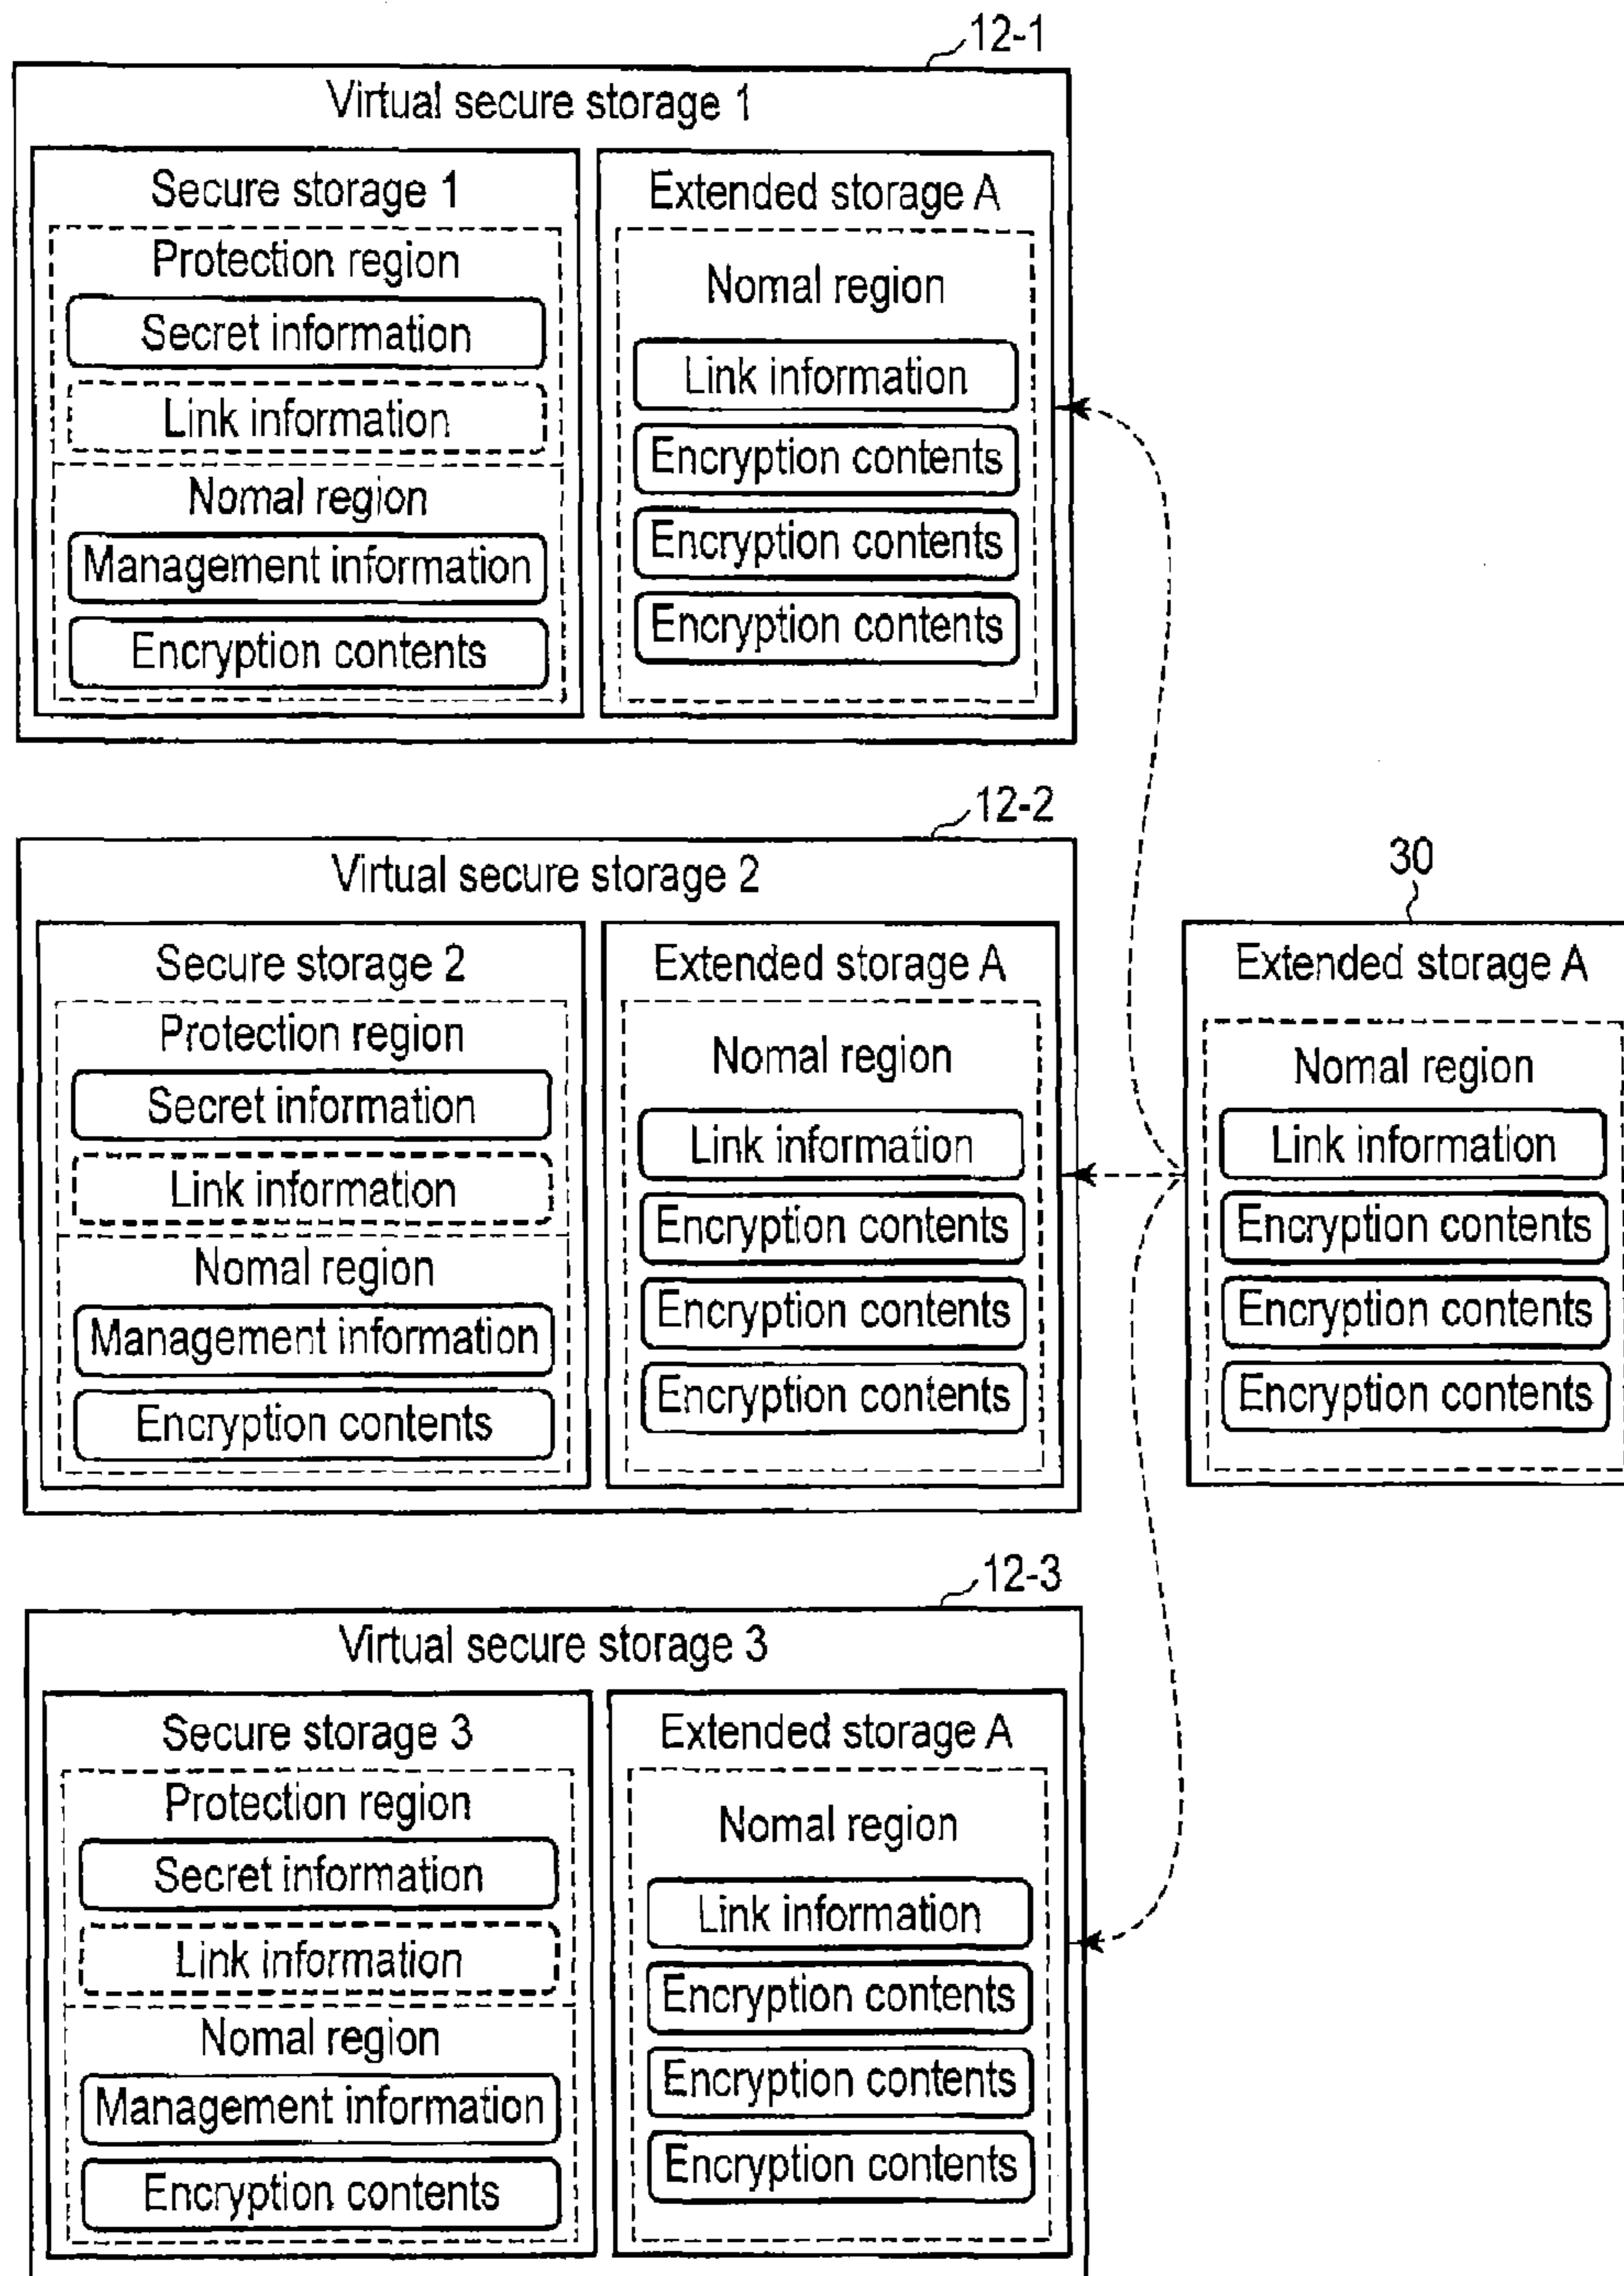 12-1
Virtual secure storage 1
Secure storage 1
Protection region
Secret information
Link information
Nomal region
Management information
Encryption contents
Extended storage A
Nomal region
Link information
Encryption contents
Encryption contents
Encryption contents
12-2
Virtual secure storage 2
Secure storage 2
Protection region
Secret information
Link information
Nomal region
Management information
Encryption contents
Extended storage A
Nomal region
Link information
Encryption contents
Encryption contents
Encryption contents
30
Extended storage A
Nomal region
Link information
Encryption contents
Encryption contents
Encryption contents
12-3
Virtual secure storage 3
Secure storage 3
Protection region
Secret information
Link information
Nomal region
Management information
Encryption contents
Extended storage A
Nomal region
Link information
Encryption contents
Encryption contents
Encryption contents